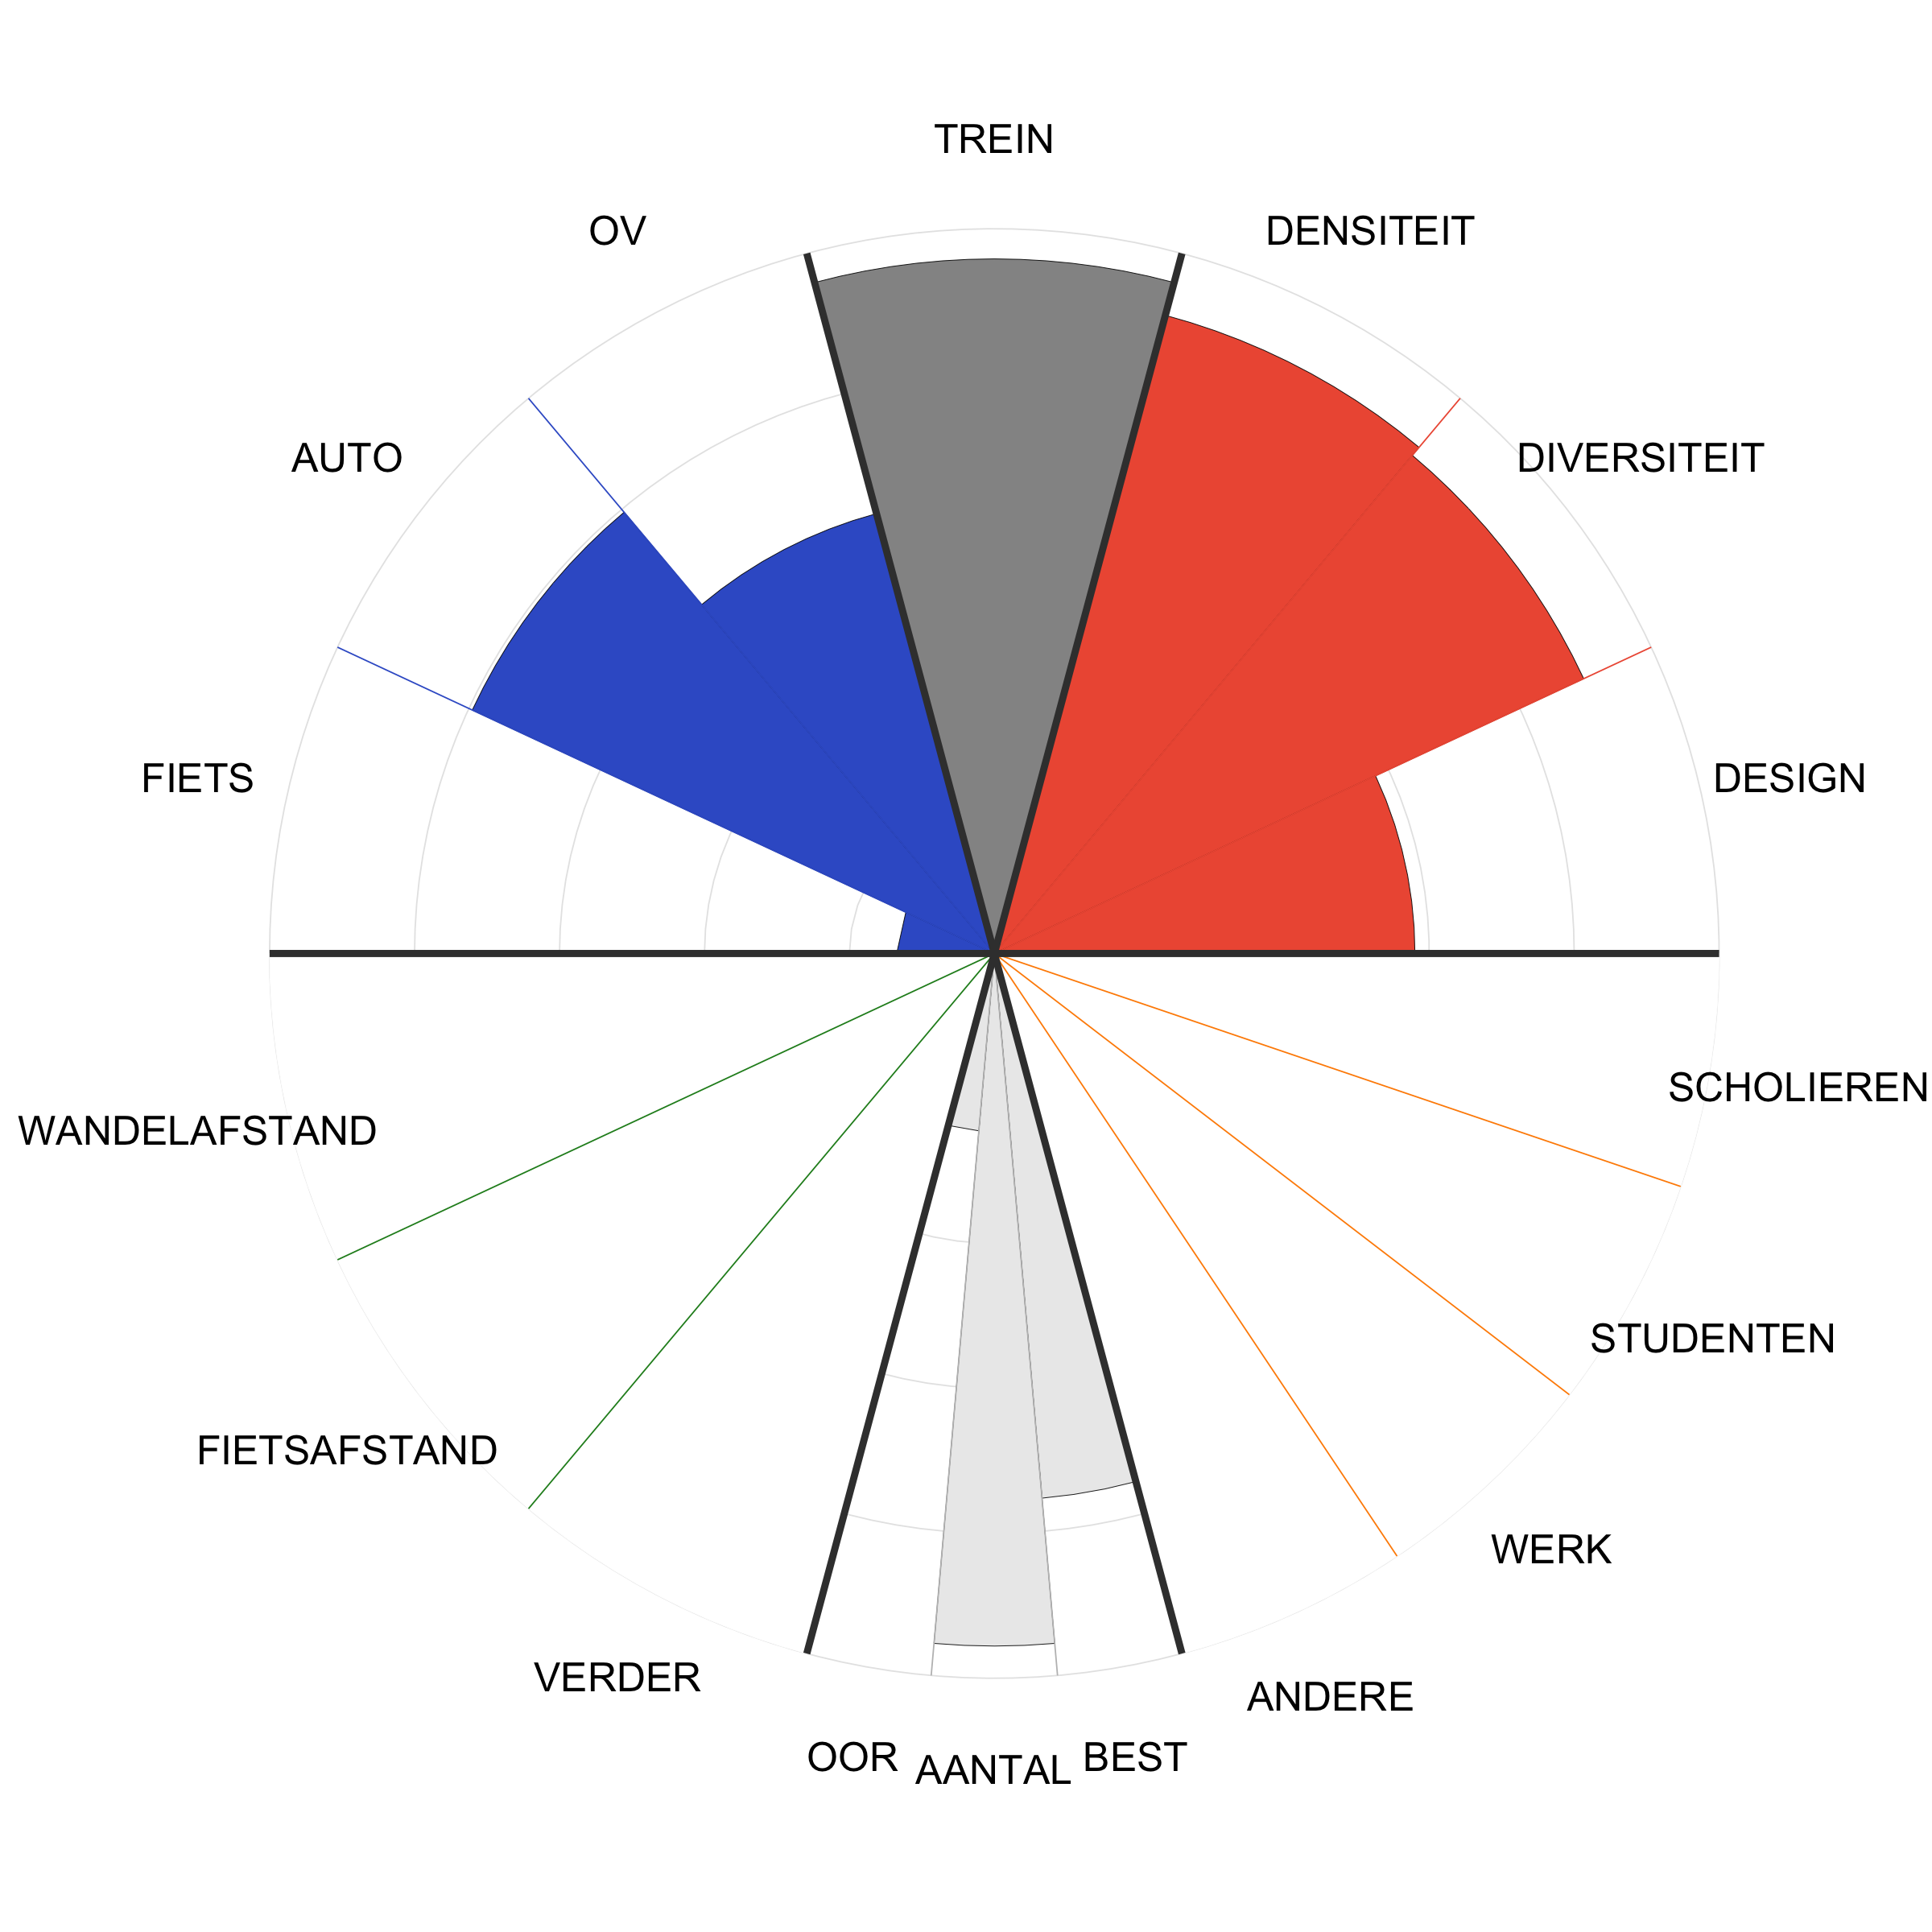 TREIN
OV
DENSITEIT
AUTO
DIVERSITEIT
FIETS
DESIGN
SCHOLIEREN
WANDELAFSTAND
STUDENTEN
FIETSAFSTAND
WERK
VERDER
ANDERE
OOR
AANTAL
BEST